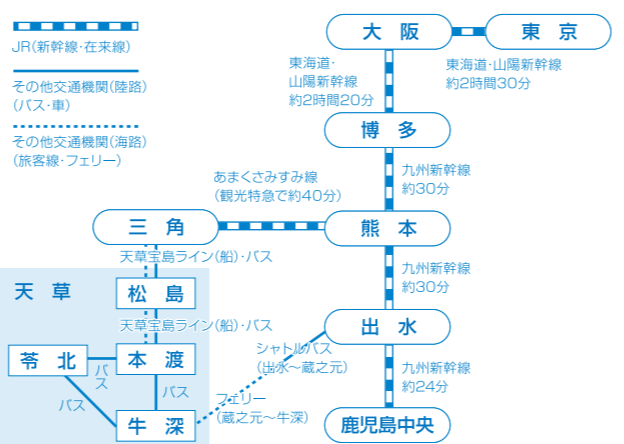 JR(新幹線・在来線)
その他交通機関(陸路)
(バス・車)
その他交通機関(海路)
(旅客線・フェリー)
大阪
東京
東海道・
山陽新幹線
約2時間20分
東海道・山陽新幹線
約2時間30分
博多
九州新幹線
約30分
あまくさみすみ線
(観光特急で約40分)
三角
熊本
天草宝島ライン(船)・バス
九州新幹線
約30分
天草
松島
天草宝島ライン(船)・バス
出水
シャトルバス
(出水〜蔵之元)
苓北
バス
本渡
九州新幹線
約24分
バス
バス
フェリー
(蔵之元〜牛深)
牛深
鹿児島中央